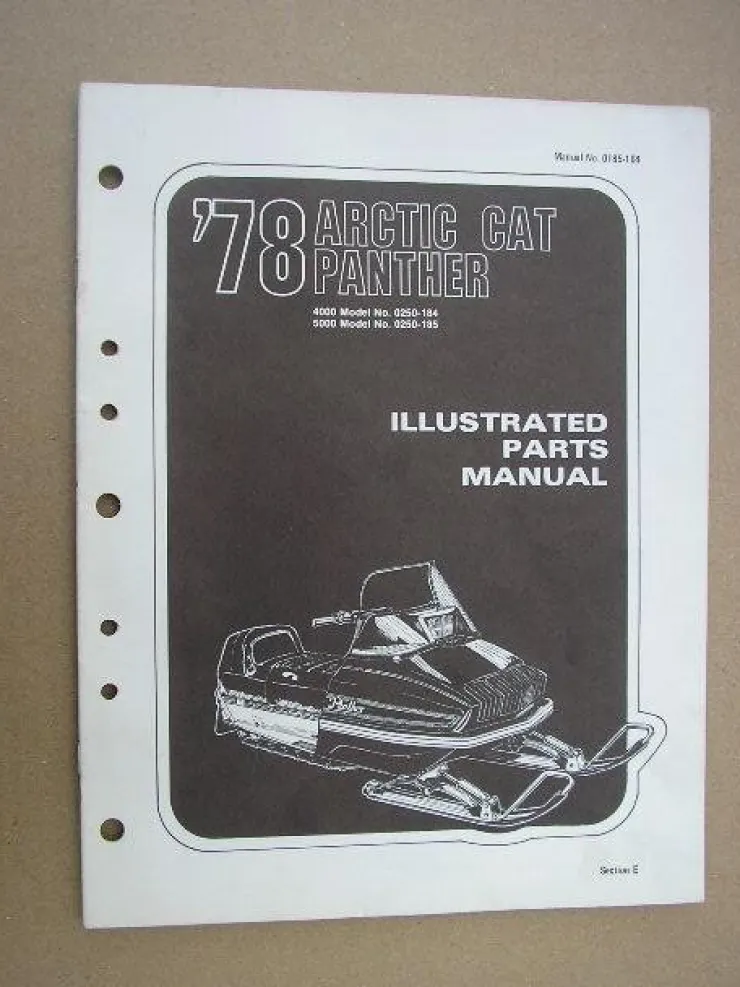 Manual No. 0185-184
'78 ARCTIC CAT
PANTHER
4000 Model No. 0250-184
5000 Model No. 0250-185
ILLUSTRATED
PARTS
MANUAL
Panther
Section E